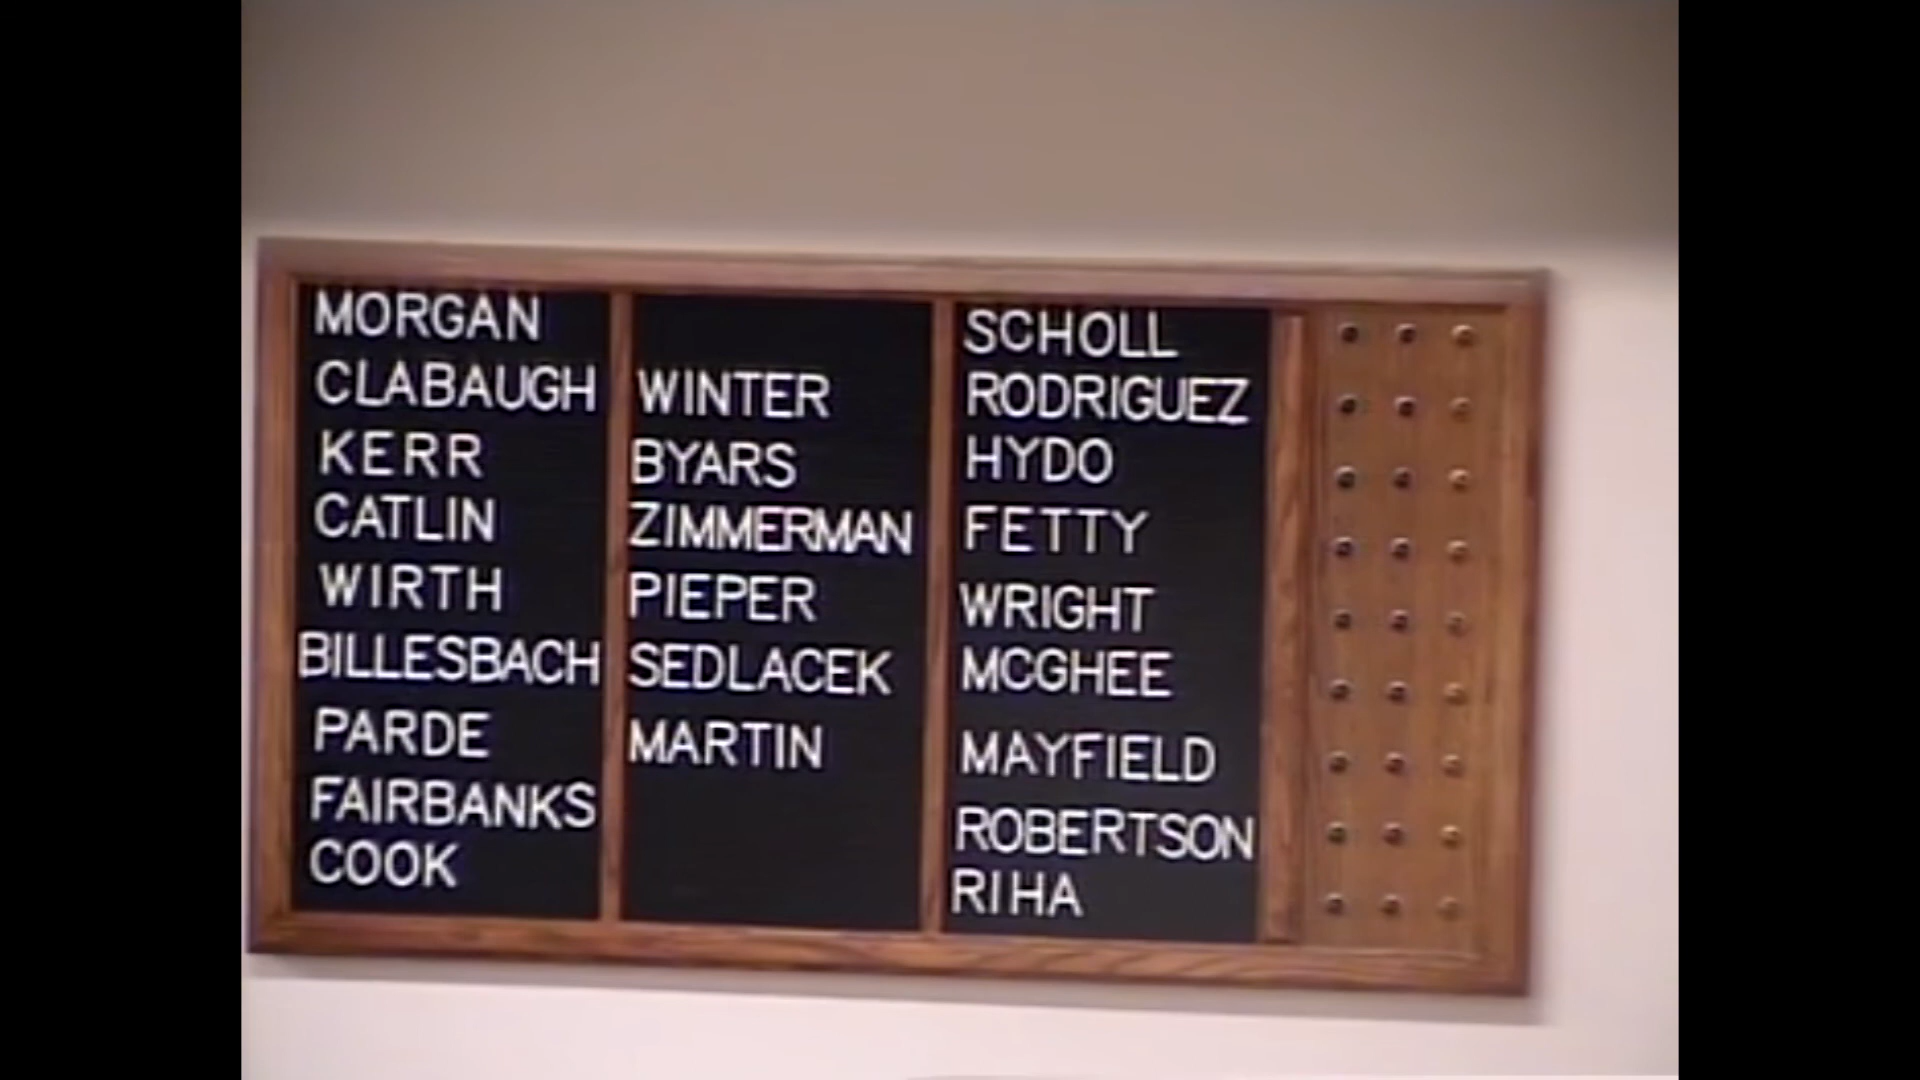 MORGAN
CLABAUGH
KERR
CATLIN
WIRTH
BILLESBACH
PARDE
FAIRBANKS
COOK
WINTER
BYARS
ZIMMERMAN
PIEPER
SEDLACEK
MARTIN
SCHOLL
RODRIGUEZ
HYDO
FETTY
WRIGHT
MCGHEE
MAYFIELD
ROBERTSON
RIHA